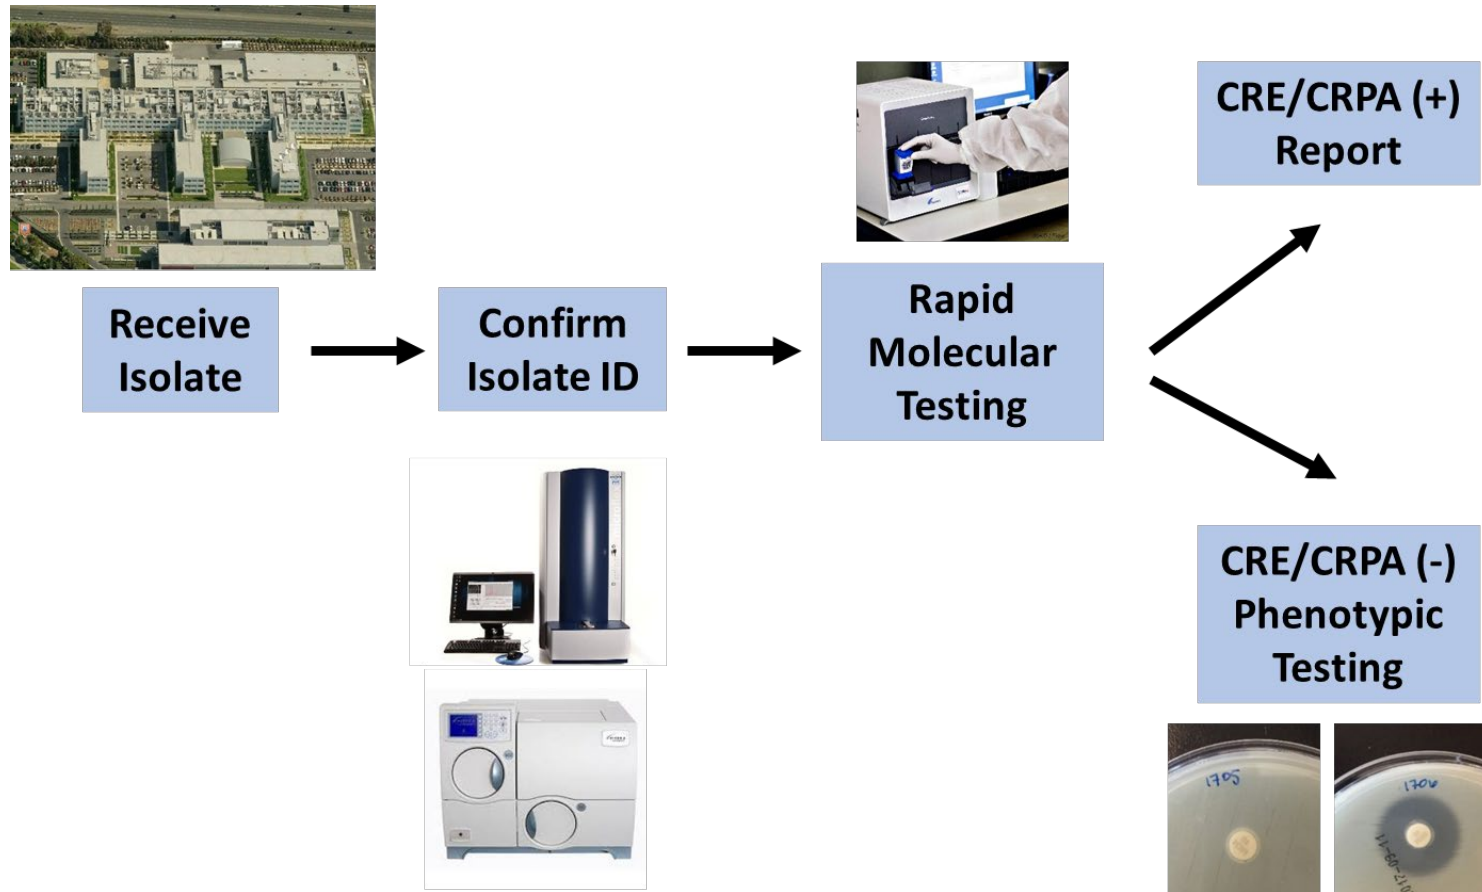 Receive
Isolate
Confirm
Isolate ID
Rapid
Molecular
Testing
CRE/CRPA (+)
Report
CRE/CRPA (-)
Phenotypic
Testing
1705
1706